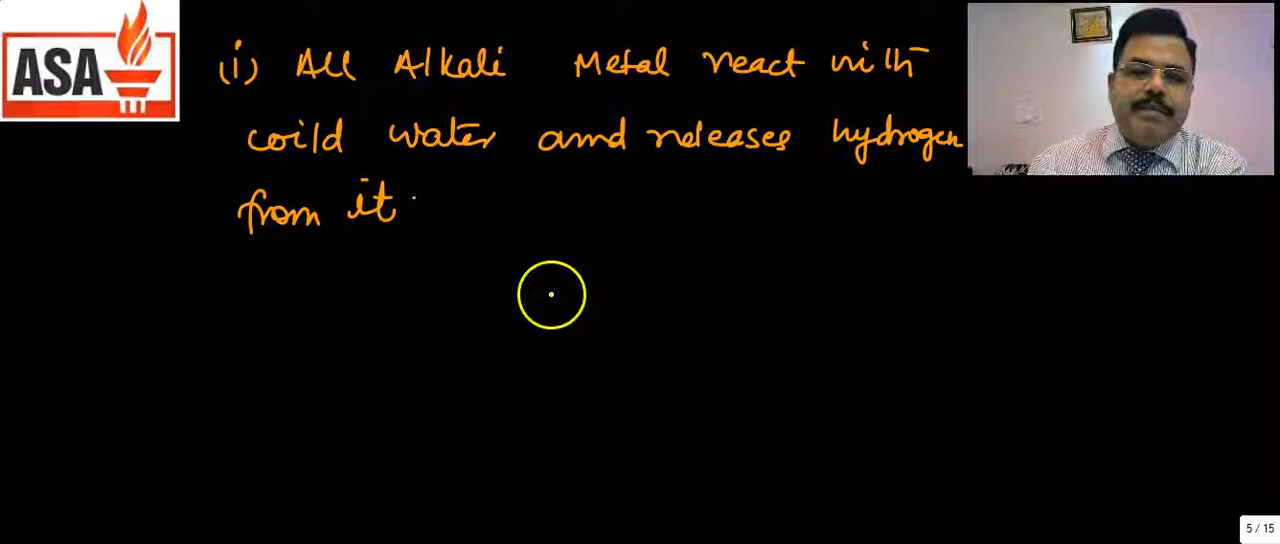 ASA
(i) All Alkali Metal react with
coild water and releases hydrogen
from it.
5 / 15